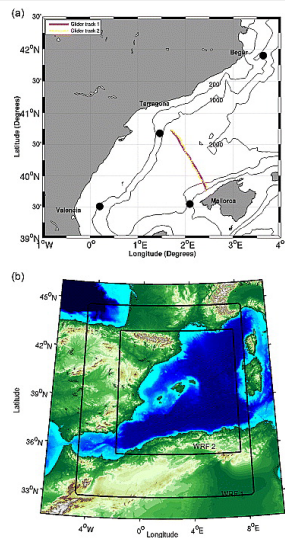 (a)
30'
Glider track 1
Glider track 2
Begur
42°N
200
1000
Latitude (Degrees)
30'
Tarragona
41°N
2000
30'
40°N
Mallorca
30'
Valencia
39°N
1°W
0°
1°E
2°E
3°E
4°
Longitude (Degrees)
(b)
45°N
42°N
Latitude
39°N
36°N
WRF 2
33°N
4°W
0°
4°E
8°E
Longitude